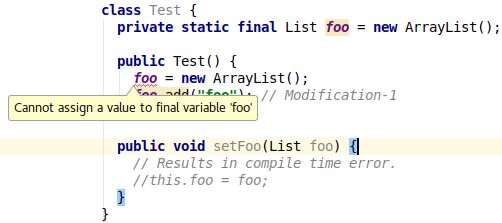 class Test {
private static final List foo = new ArrayList();
public Test() {
foo = new ArrayList();
foo.add("foo"); // Modification-1
Cannot assign a value to final variable 'foo'
public void setFoo(List foo) {
// Results in compile time error.
//this.foo = foo;
}
}